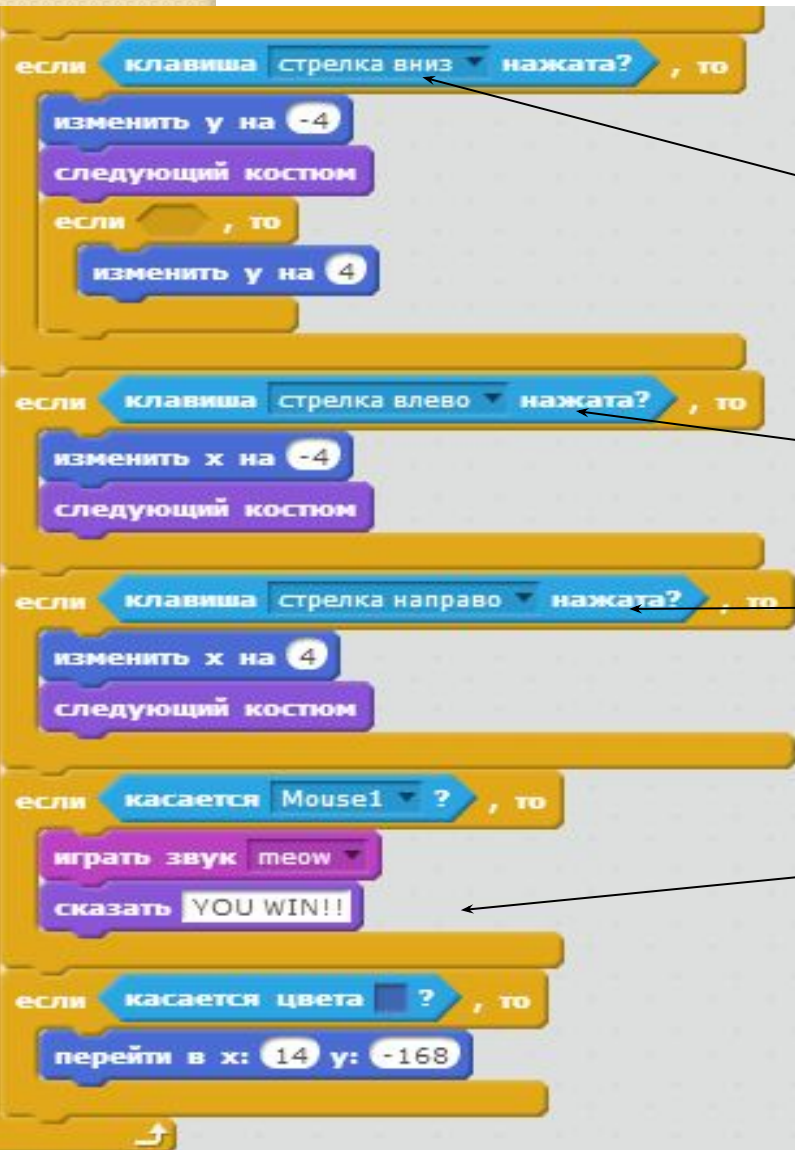 если клавиша стрелка вниз нажата? , то
изменить y на -4
следующий костюм
если , то
изменить y на 4
если клавиша стрелка влево нажата? , то
изменить x на -4
следующий костюм
если клавиша стрелка направо нажата? , то
изменить x на 4
следующий костюм
если касается Mouse1 ? , то
играть звук meow
сказать YOU WIN!!
если касается цвета ? , то
перейти в x: 14 y: -168